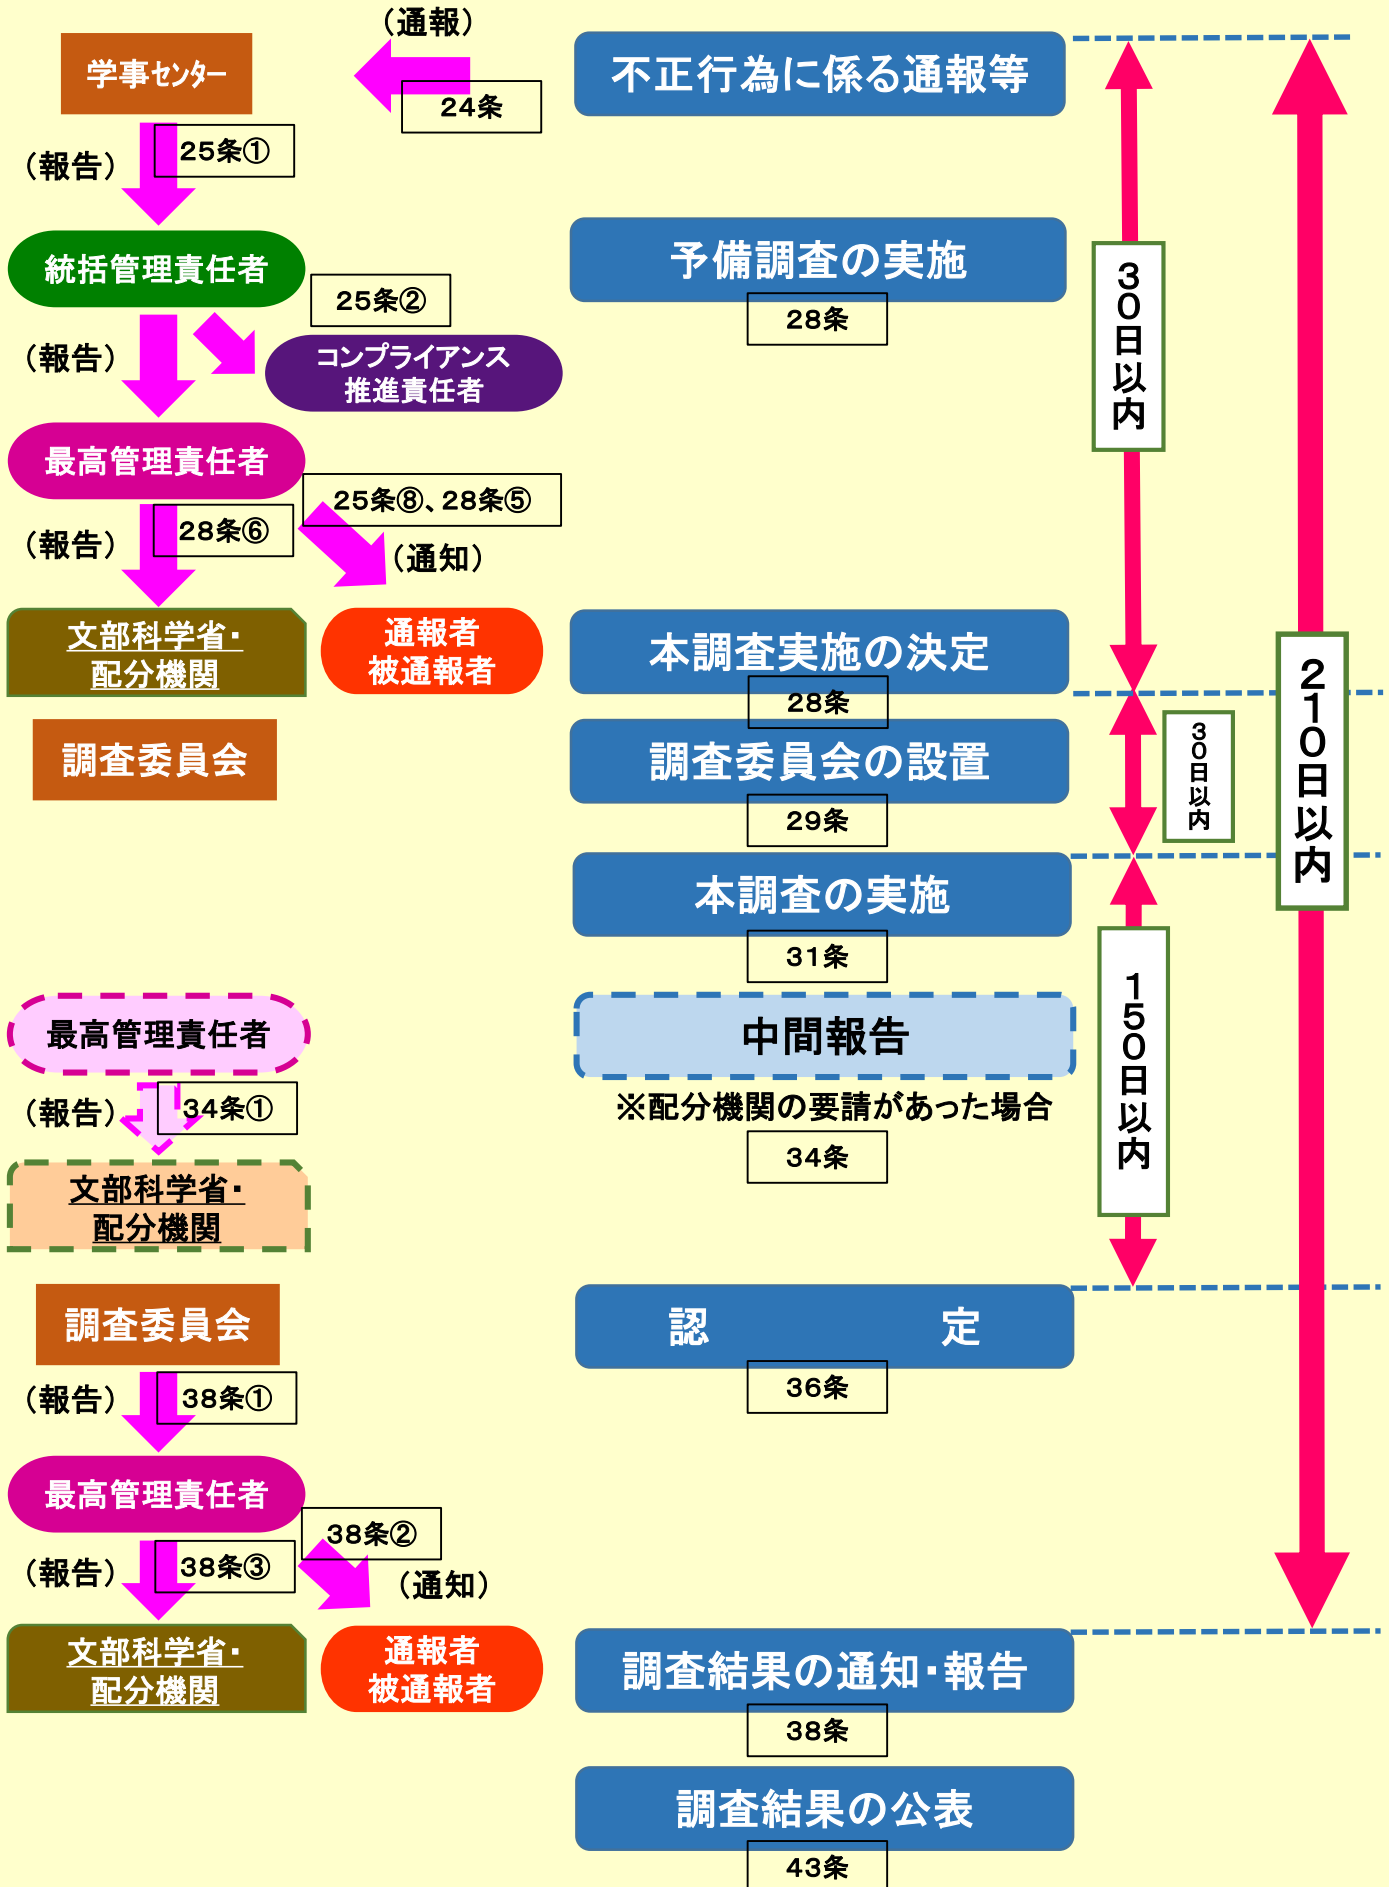 （通報）
学事センター
不正行為に係る通報等
24条
25条①
（報告）
統括管理責任者
予備調査の実施
25条②
28条
３０日以内
（報告）
コンプライアンス
推進責任者
最高管理責任者
25条⑧、28条⑤
28条⑥
（報告）
（通知）
文部科学省・
配分機関
通報者
被通報者
本調査実施の決定
28条
２１０日以内
調査委員会
調査委員会の設置
３０日以内
29条
本調査の実施
31条
１５０日以内
最高管理責任者
中間報告
（報告）
34条①
※配分機関の要請があった場合
34条
文部科学省・
配分機関
調査委員会
認　定
36条
（報告）
38条①
最高管理責任者
38条②
38条③
（報告）
（通知）
文部科学省・
配分機関
通報者
被通報者
調査結果の通知・報告
38条
調査結果の公表
43条